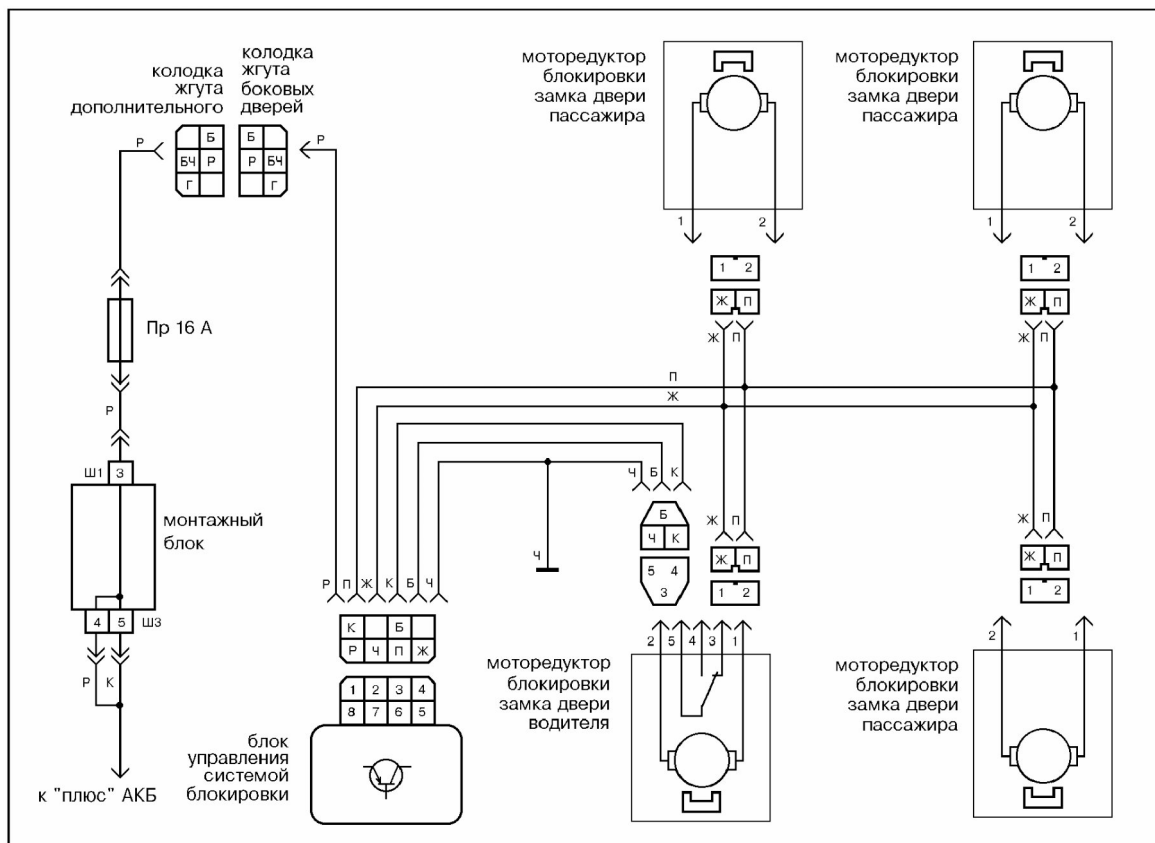 колодка
жгута
дополнительного
колодка
жгута
боковых
дверей
Р
Б
БЧ Р
Г
Б
Р БЧ
Г
Р
Пр 16 А
Р
Ш1 3
монтажный
блок
4 5 Ш3
Р К
к "плюс" АКБ
моторедуктор
блокировки
замка двери
пассажира
1 2
1 2
Ж П
Ж П
моторедуктор
блокировки
замка двери
пассажира
1 2
1 2
Ж П
Ж П
П
Ж
Ч
Р П Ж К Б Ч
К Б
Р Ч П Ж
1 2 3 4
8 7 6 5
блок
управления
системой
блокировки
Ч Б К
Б
Ч К
5 4
3
Ж П
Ж П
1 2
2 5 4 3 1
моторедуктор
блокировки
замка двери
водителя
Ж П
Ж П
1 2
2 1
моторедуктор
блокировки
замка двери
пассажира